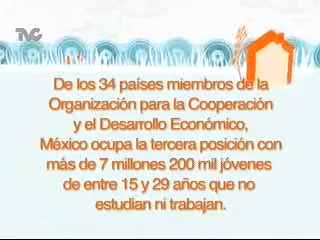 TVC
De los 34 países miembros de la
Organización para la Cooperación
y el Desarrollo Económico,
México ocupa la tercera posición con
más de 7 millones 200 mil jóvenes
de entre 15 y 29 años que no
estudian ni trabajan.